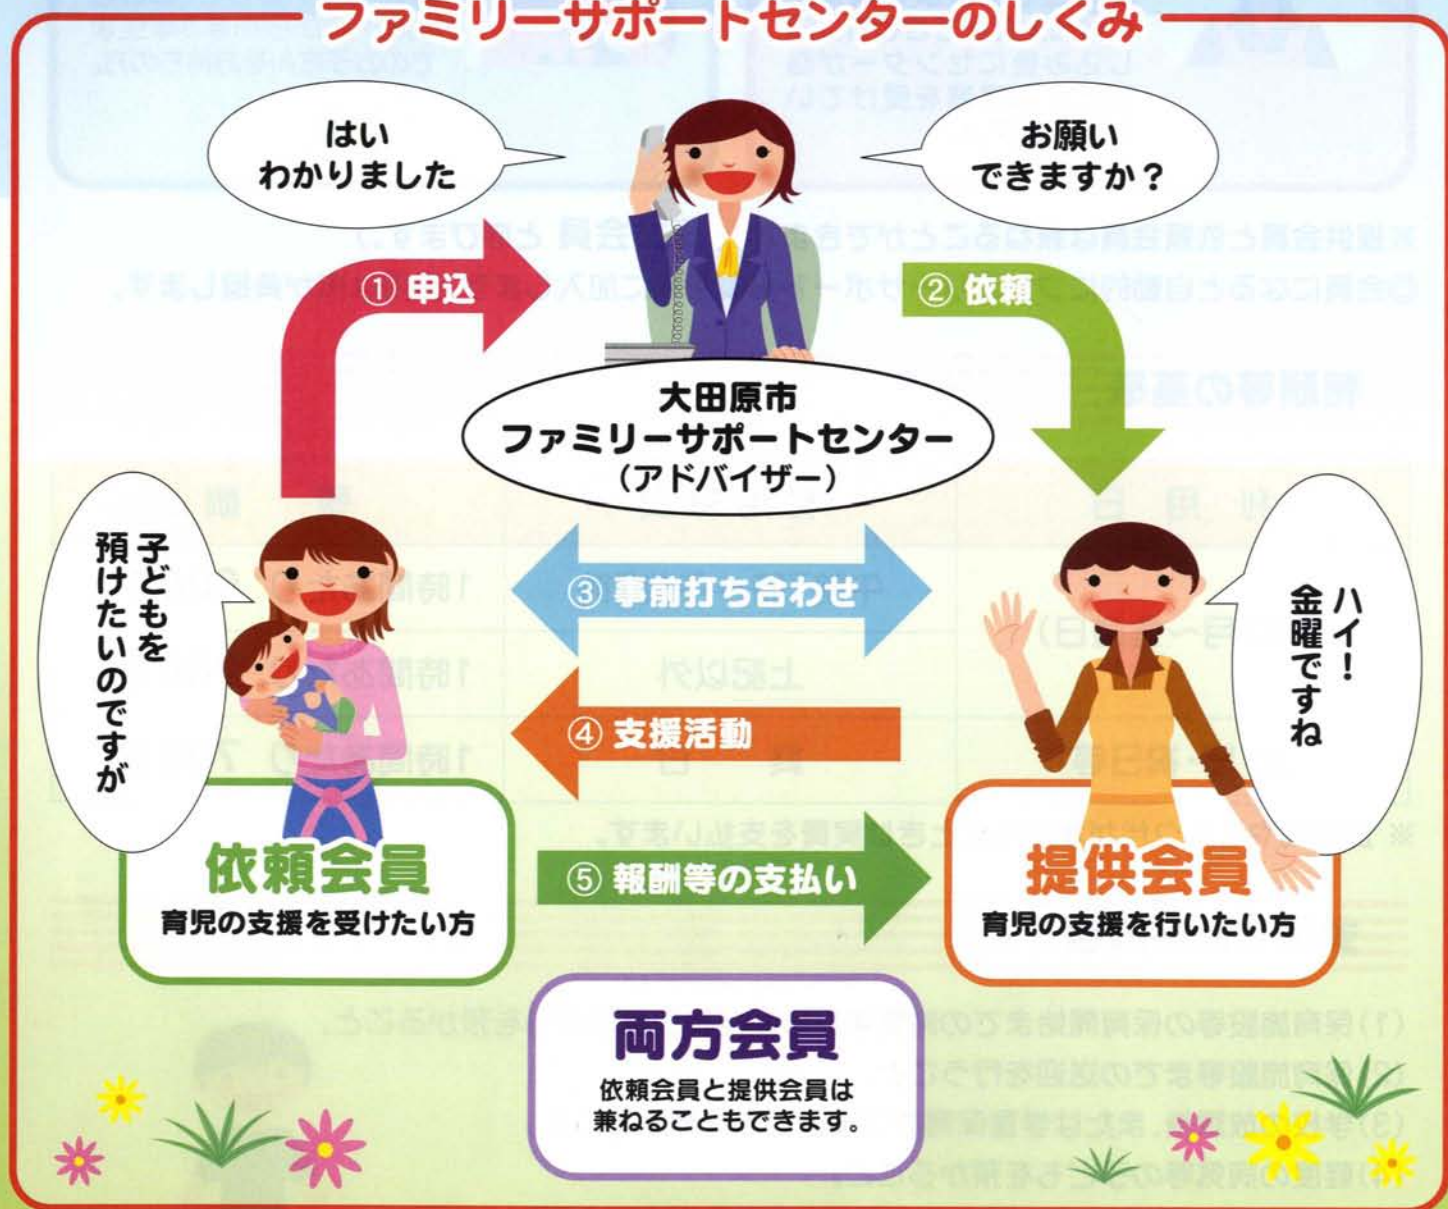 ファミリーサポートセンターのしくみ
はい
わかりました
お願い
できますか？
① 申込
② 依頼
大田原市
ファミリーサポートセンター
（アドバイザー）
子どもを
預けたいのですが
③ 事前打ち合わせ
ハイ！
金曜ですね
④ 支援活動
依頼会員
育児の支援を受けたい方
⑤ 報酬等の支払い
提供会員
育児の支援を行いたい方
両方会員
依頼会員と提供会員は
兼ねることもできます。